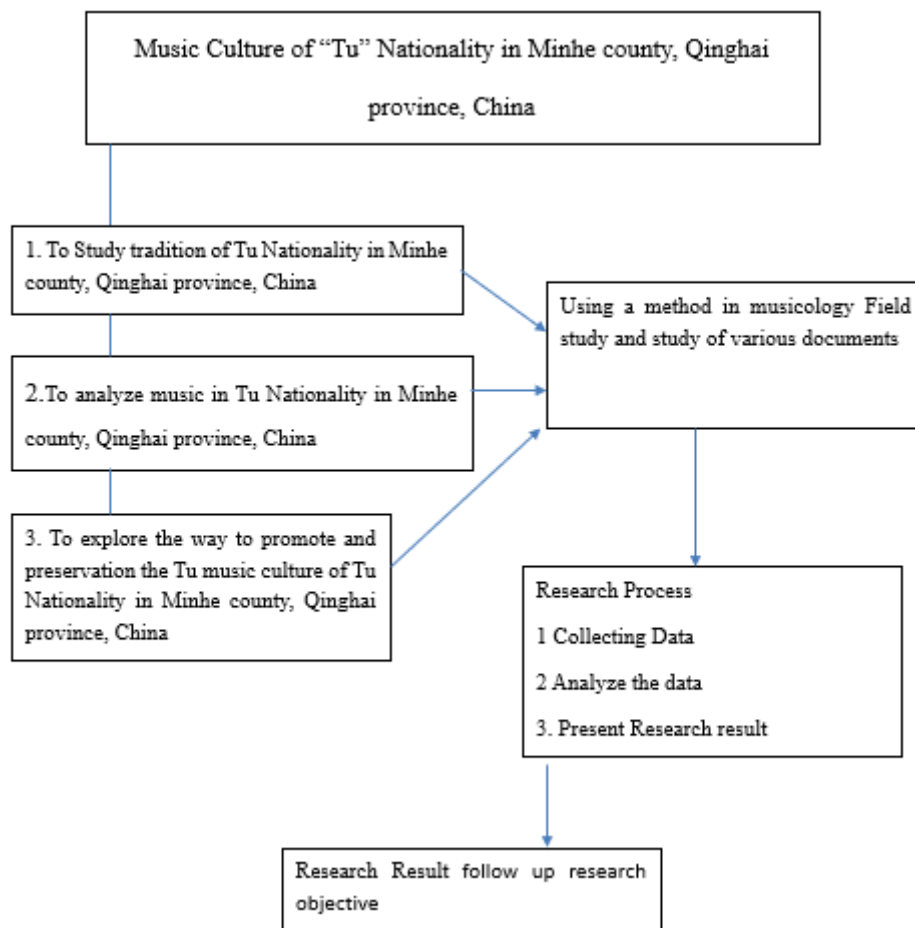 Music Culture of “Tu” Nationality in Minhe county, Qinghai
province, China
1. To Study tradition of Tu Nationality in Minhe
county, Qinghai province, China
Using a method in musicology Field
study and study of various documents
2.To analyze music in Tu Nationality in Minhe
county, Qinghai province, China
3. To explore the way to promote and
preservation the Tu music culture of Tu
Nationality in Minhe county, Qinghai
province, China
Research Process
1 Collecting Data
2 Analyze the data
3. Present Research result
Research Result follow up research
objective